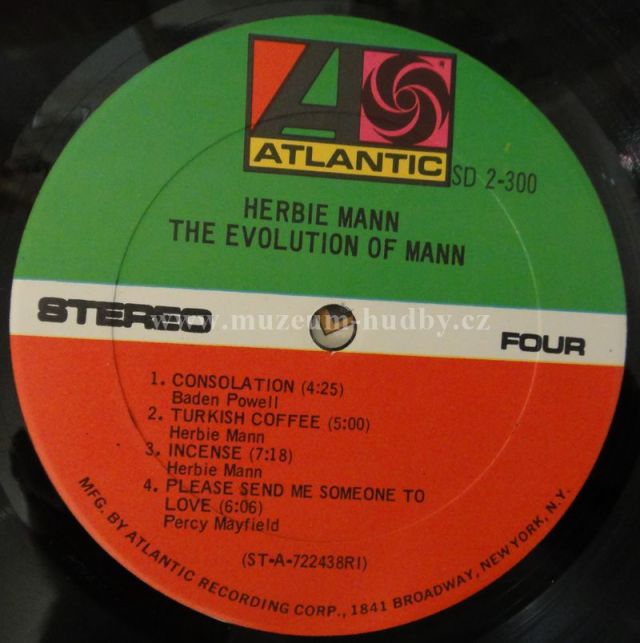 ATLANTIC
SD 2-300
HERBIE MANN
THE EVOLUTION OF MANN
STEREO
www.muzeum-hudby.cz
FOUR
1. CONSOLATION (4:25)
Baden Powell
2. TURKISH COFFEE (5:00)
Herbie Mann
3. INCENSE (7:18)
Herbie Mann
4. PLEASE SEND ME SOMEONE TO
LOVE (6:06)
Percy Mayfield
(ST-A-722438RI)
MFG. BY ATLANTIC RECORDING CORP., 1841 BROADWAY, NEW YORK, N.Y.